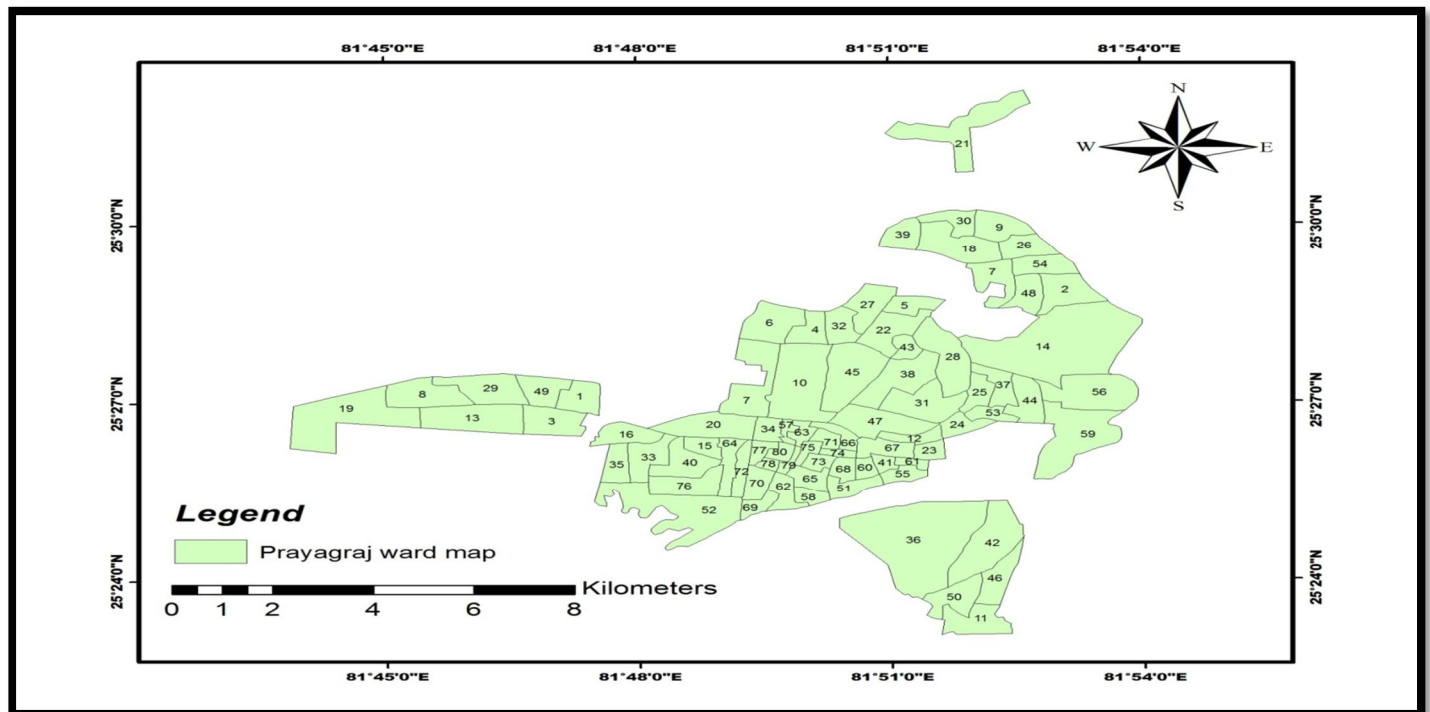 81°45'0"E 81°48'0"E 81°51'0"E 81°54'0"E
N
W E
S
21
25°30'0"N 25°30'0"N
30 9
39 18 26
7 54
48 2
27 5
6 4 32 22
43 14
28
10 45 38
25°27'0"N 25°27'0"N
8 29 49 1
19 13 3
7 31 25 37 44 56
53
20 34 57 63 47 24 59
16 15 64 77 80 75 71 66 74 12 67 23
35 33 40 72 78 79 73 68 60 41 61 55
76 70 62 65 51
52 69 58
Legend
Prayagraj ward map
36 42
46
50
11
25°24'0"N 25°24'0"N
Kilometers
0 1 2 4 6 8
81°45'0"E 81°48'0"E 81°51'0"E 81°54'0"E